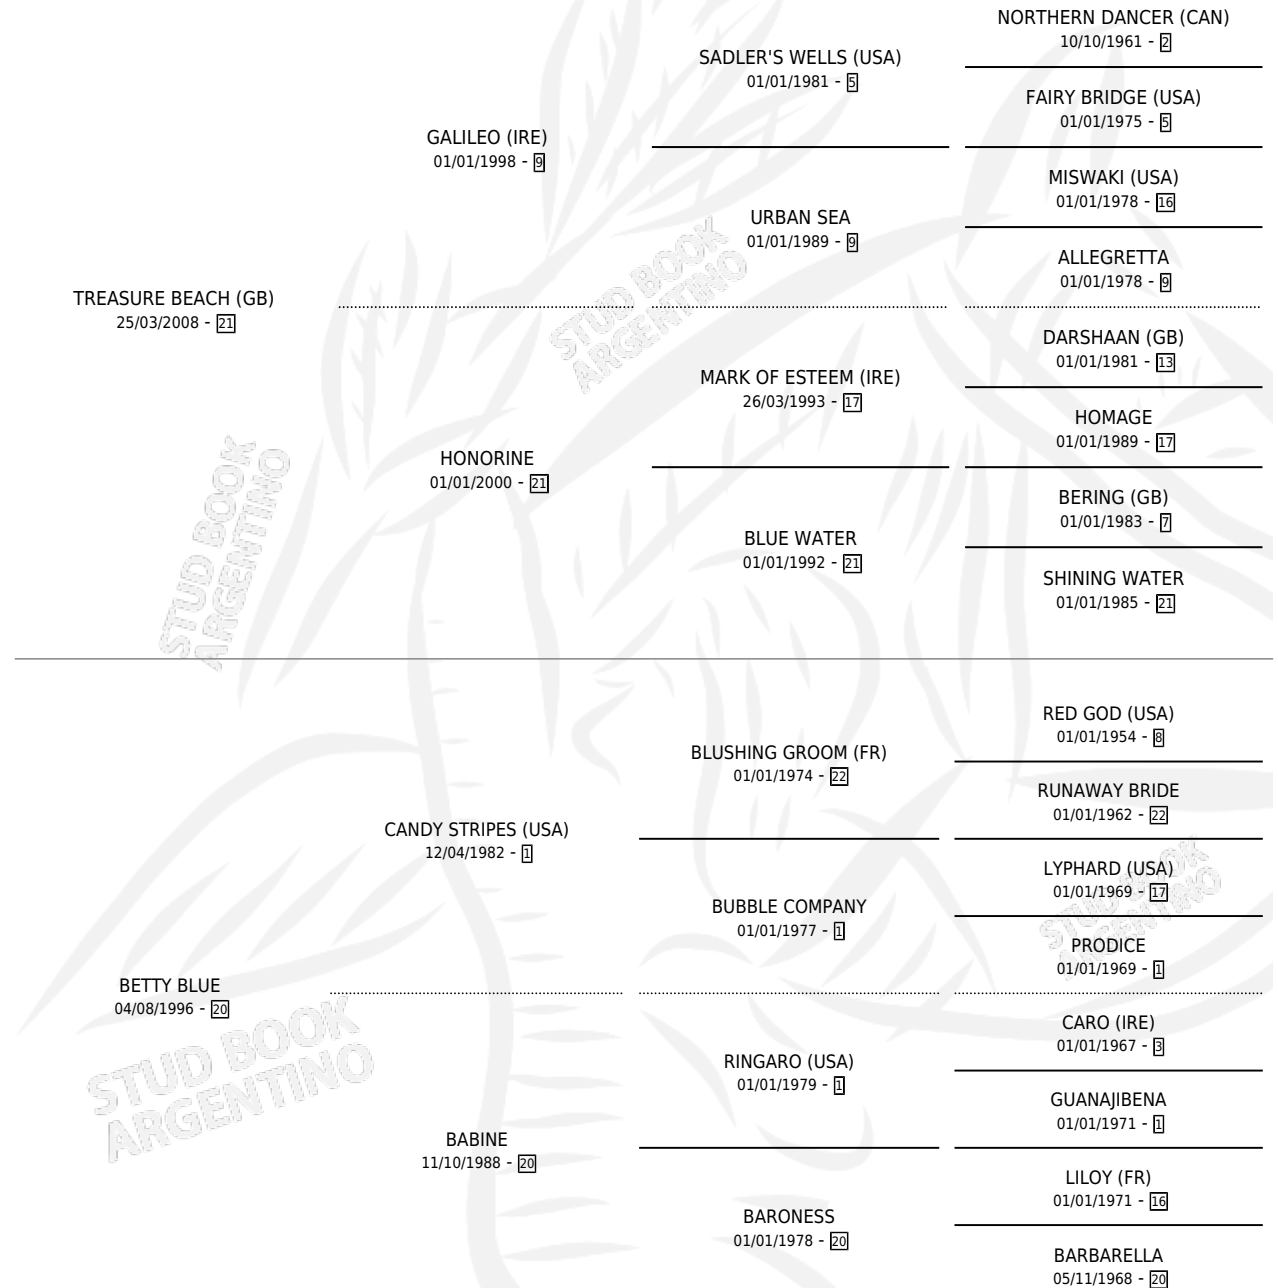 NORTHERN DANCER (CAN)
10/10/1961 - 2
SADLER'S WELLS (USA)
01/01/1981 - 5
FAIRY BRIDGE (USA)
01/01/1975 - 5
GALILEO (IRE)
01/01/1998 - 9
MISWAKI (USA)
01/01/1978 - 16
URBAN SEA
01/01/1989 - 9
ALLEGRETTA
01/01/1978 - 9
TREASURE BEACH (GB)
25/03/2008 - 21
STUD BOOK
ARGENTINO
DARSHAAN (GB)
01/01/1981 - 13
MARK OF ESTEEM (IRE)
26/03/1993 - 17
HOMAGE
01/01/1989 - 17
HONORINE
01/01/2000 - 21
BERING (GB)
01/01/1983 - 7
BLUE WATER
01/01/1992 - 21
SHINING WATER
01/01/1985 - 21
STUD BOOK
ARGENTINO
RED GOD (USA)
01/01/1954 - 8
BLUSHING GROOM (FR)
01/01/1974 - 22
RUNAWAY BRIDE
01/01/1962 - 22
CANDY STRIPES (USA)
12/04/1982 - 1
LYPHARD (USA)
01/01/1969 - 17
BUBBLE COMPANY
01/01/1977 - 1
STUD BOOK
ARGENTINO
PRODICE
01/01/1969 - 1
BETTY BLUE
04/08/1996 - 20
STUD BOOK
ARGENTINO
CARO (IRE)
01/01/1967 - 3
RINGARO (USA)
01/01/1979 - 1
GUANAJIBENA
01/01/1971 - 1
BABINE
11/10/1988 - 20
LILOY (FR)
01/01/1971 - 16
BARONESS
01/01/1978 - 20
BARBARELLA
05/11/1968 - 20